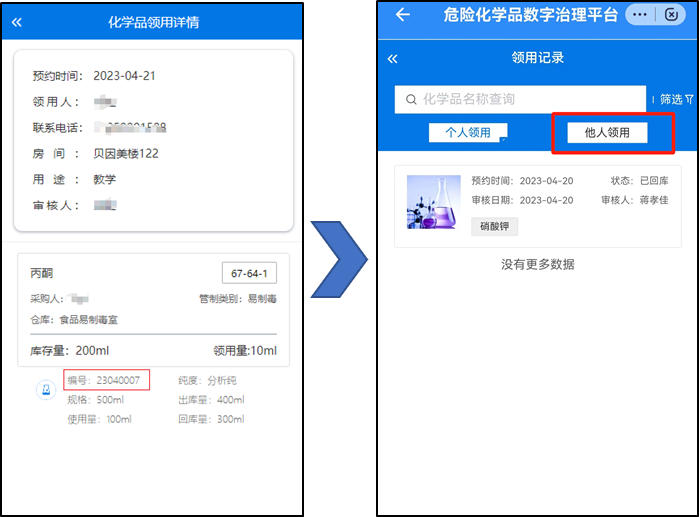 化学品领用详情
预约时间： 2023-04-21
领用人：
联系电话：
房间： 贝因美楼122
用途： 教学
审核人：
丙酮
67-64-1
采购人：
管制类别：易制毒
仓库：食品易制毒室
库存量：200ml
领用量:10ml
编号：23040007
纯度：分析纯
规格：500ml
出库量：400ml
使用量：100ml
回库量：300ml
危险化学品数字治理平台
领用记录
化学品名称查询
筛选
个人领用
他人领用
预约时间：2023-04-20
状态：已回库
审核日期：2023-04-20
审核人：蒋孝佳
硝酸钾
没有更多数据